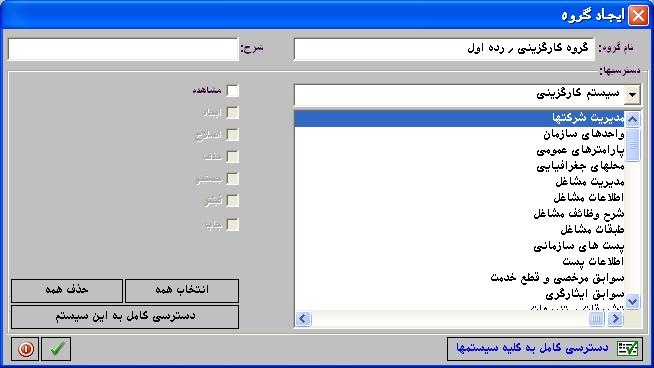 ایجاد گروه
نام گروه: گروه کارگزینی ر رده اول
شرح:
دسترسیها:
سیستم کارگزینی
مدیریت شرکتها
واحدهای سازمان
پارامترهای عمومی
محلهای جغرافیایی
مدیریت مشاغل
اطلاعات مشاغل
شرح وظائف مشاغل
طبقات مشاغل
پست های سازمانی
اطلاعات پست
سوابق مرخصی و قطع خدمت
سوابق ایثارگری
مشاهده
ایجاد
اصلاح
حذف
جستجو
فیلتر
چاپ
انتخاب همه
حذف همه
دسترسی کامل به این سیستم
دسترسی کامل به کلیه سیستمها